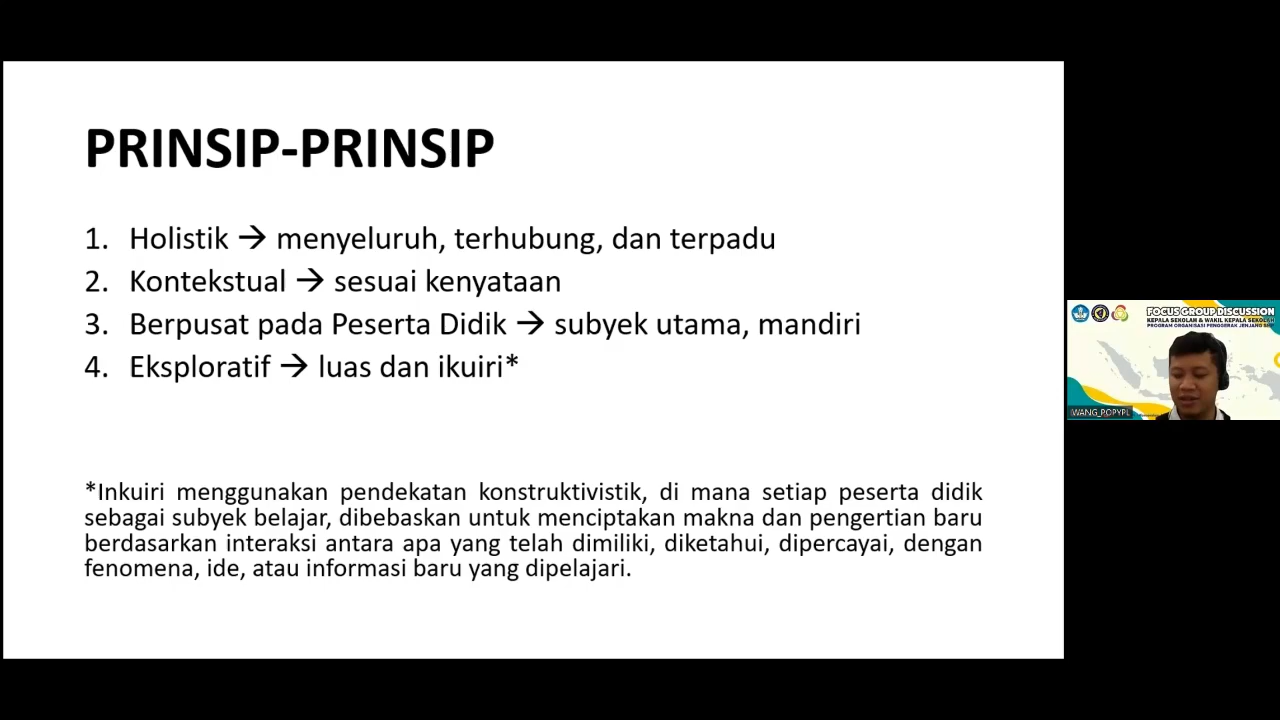 PRINSIP-PRINSIP
1. Holistik → menyeluruh, terhubung, dan terpadu
2. Kontekstual → sesuai kenyataan
3. Berpusat pada Peserta Didik → subyek utama, mandiri
4. Eksploratif → luas dan ikuiri*
*Inkuiri menggunakan pendekatan konstruktivistik, di mana setiap peserta didik
sebagai subyek belajar, dibebaskan untuk menciptakan makna dan pengertian baru
berdasarkan interaksi antara apa yang telah dimiliki, diketahui, dipercayai, dengan
fenomena, ide, atau informasi baru yang dipelajari.
FOCUS GROUP DISCUSSION
KEPALA SEKOLAH & WAKIL KEPALA SEKOLAH
PROGRAM ORGANISASI PENGGERAK JENJANG SMP